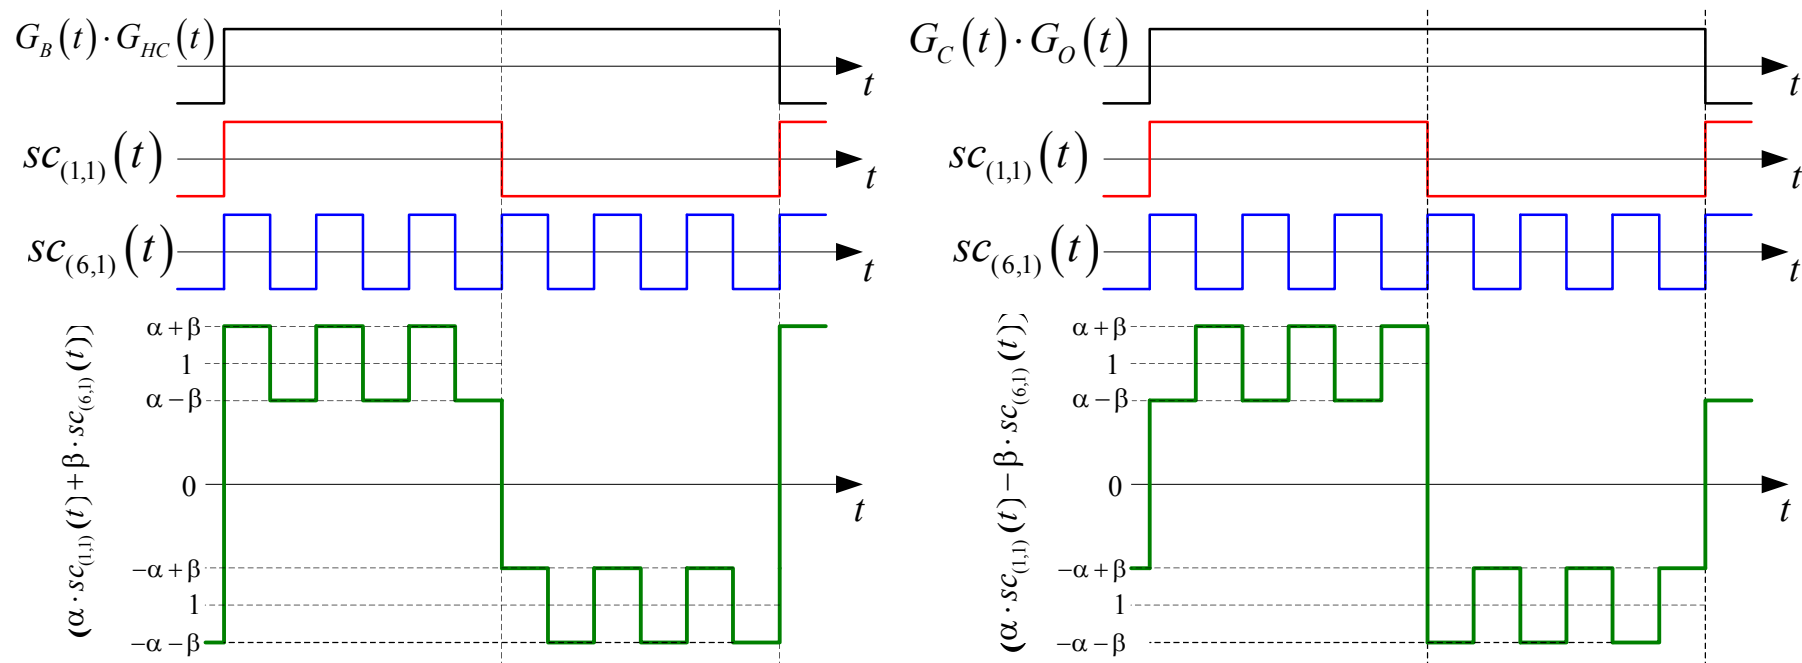 G_B(t)·G_HC(t)
t
sc_(1,1)(t)
t
sc_(6,1)(t)
t
(α·sc_(1,1)(t)+β·sc_(6,1)(t))
α+β
1
α−β
0
t
−α+β
1
−α−β
G_C(t)·G_O(t)
t
sc_(1,1)(t)
t
sc_(6,1)(t)
t
(α·sc_(1,1)(t)−β·sc_(6,1)(t))
α+β
1
α−β
0
t
−α+β
1
−α−β